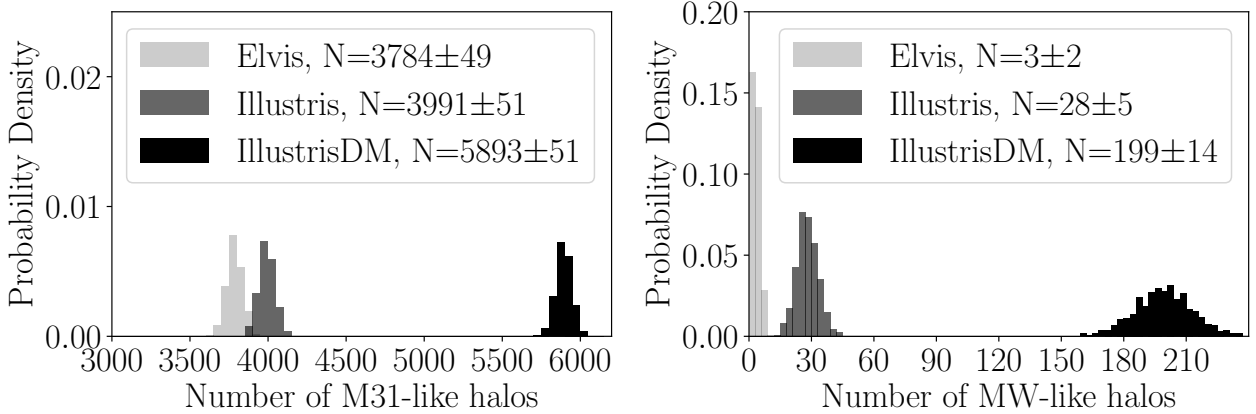 Probability Density
0.02
0.01
0.00
Elvis, N=3784±49
Illustris, N=3991±51
IllustrisDM, N=5893±51
3000 3500 4000 4500 5000 5500 6000
Number of M31-like halos
Probability Density
0.20
0.15
0.10
0.05
0.00
Elvis, N=3±2
Illustris, N=28±5
IllustrisDM, N=199±14
0 30 60 90 120 150 180 210
Number of MW-like halos